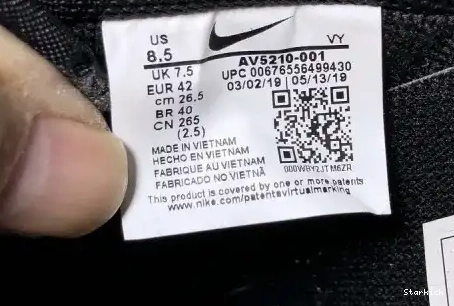 US
8.5
VY
UK 7.5
AV5210-001
UPC 00676556499430
EUR 42
03/02/19 05/13/19
cm 26.5
BR 40
CN 265
(2.5)
MADE IN VIETNAM
HECHO EN VIETNAM
FABRIQUE AU VIETNAM
FABRICADO NO VIETNÃ
000WBY2JTM6ZR
This product is covered by one or more patents
www.nike.com/patentsvirtualmarking